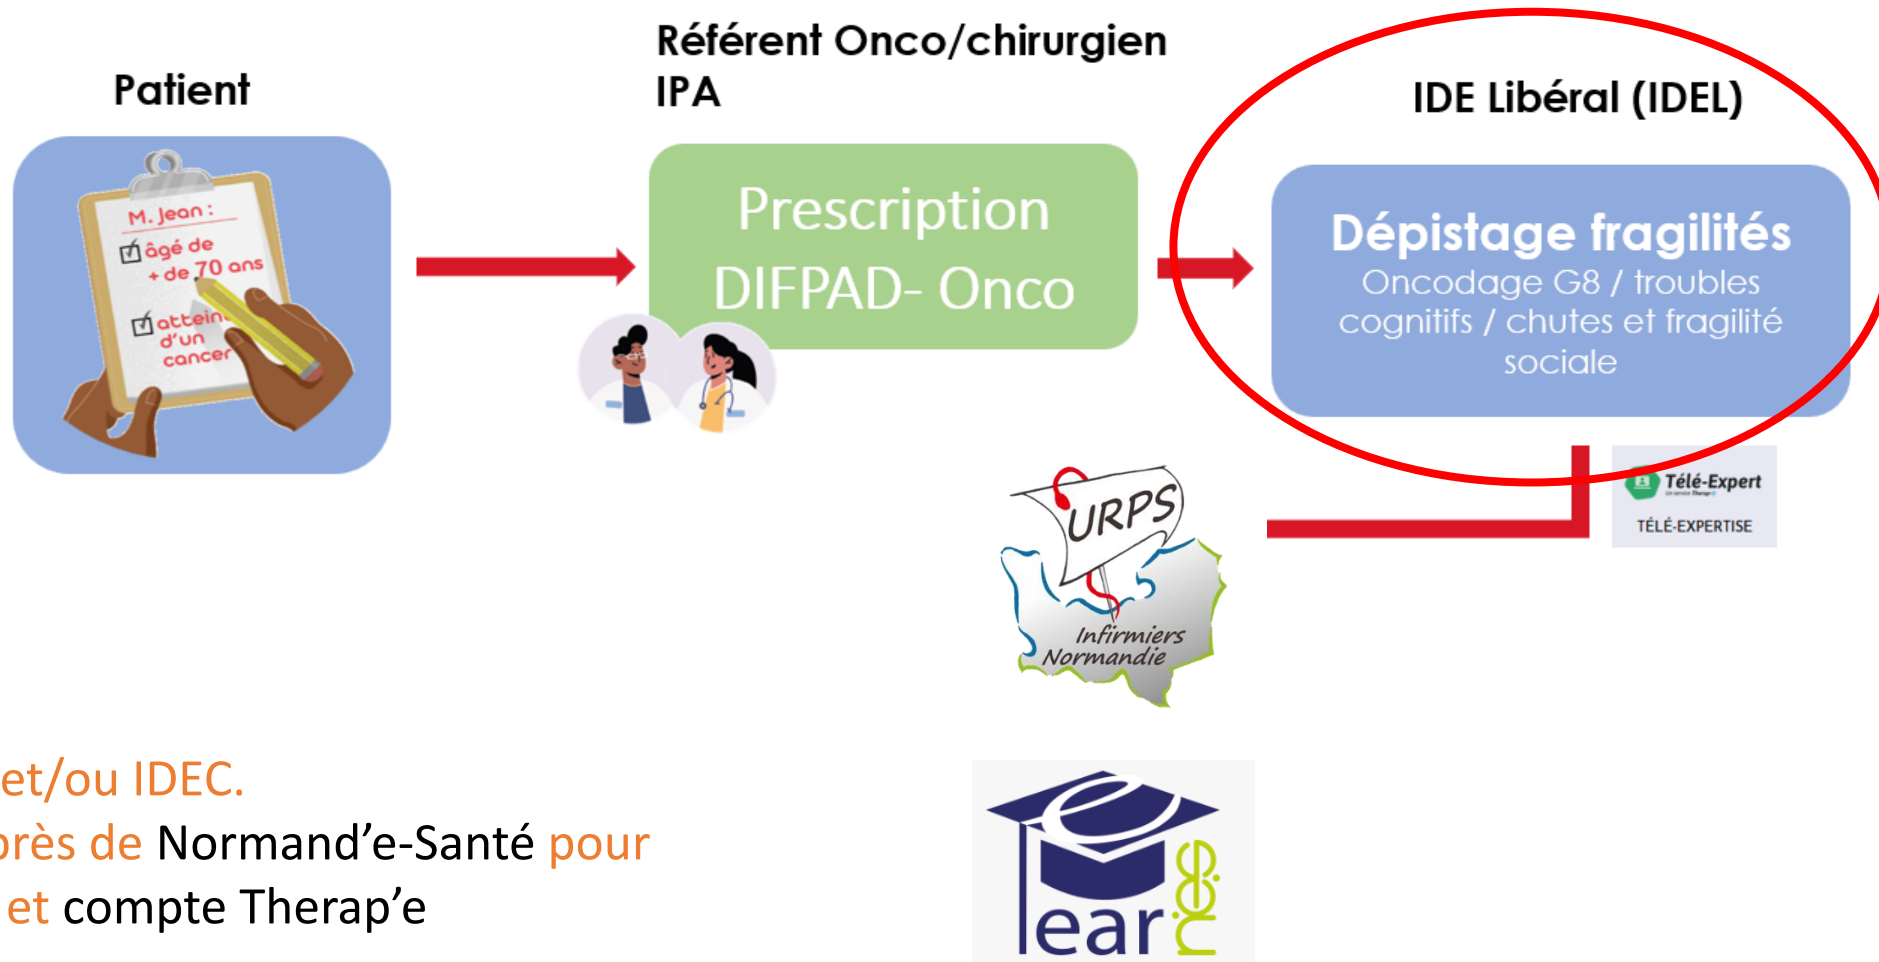 Patient
M. Jean :
âgé de
+ de 70 ans
d'un
cancer
Référent Onco/chirurgien
IPA
Prescription
DIFPAD- Onco
IDE Libéral (IDEL)
Dépistage fragilités
Oncodage G8 / troubles
cognitifs / chutes et fragilité
sociale
Télé-Expert
TÉLÉ-EXPERTISE
URPS
Infirmiers
Normandie
et/ou IDEC.
près de Normand'e-Santé pour
et compte Therap'e
e
learnings